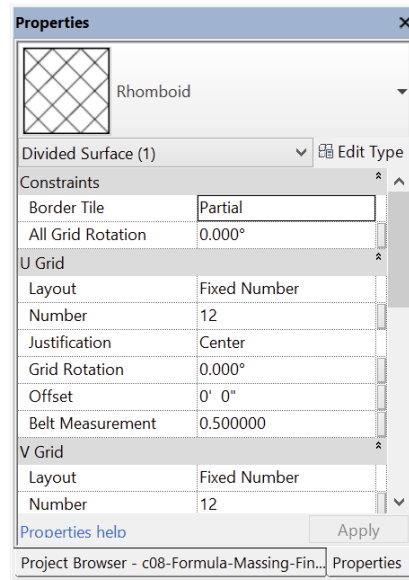 Properties
Rhomboid
Divided Surface (1) Edit Type
Constraints
Border Tile Partial
All Grid Rotation 0.000°
U Grid
Layout Fixed Number
Number 12
Justification Center
Grid Rotation 0.000°
Offset 0' 0"
Belt Measurement 0.500000
V Grid
Layout Fixed Number
Number 12
Properties help Apply
Project Browser - c08-Formula-Massing-Fin... Properties